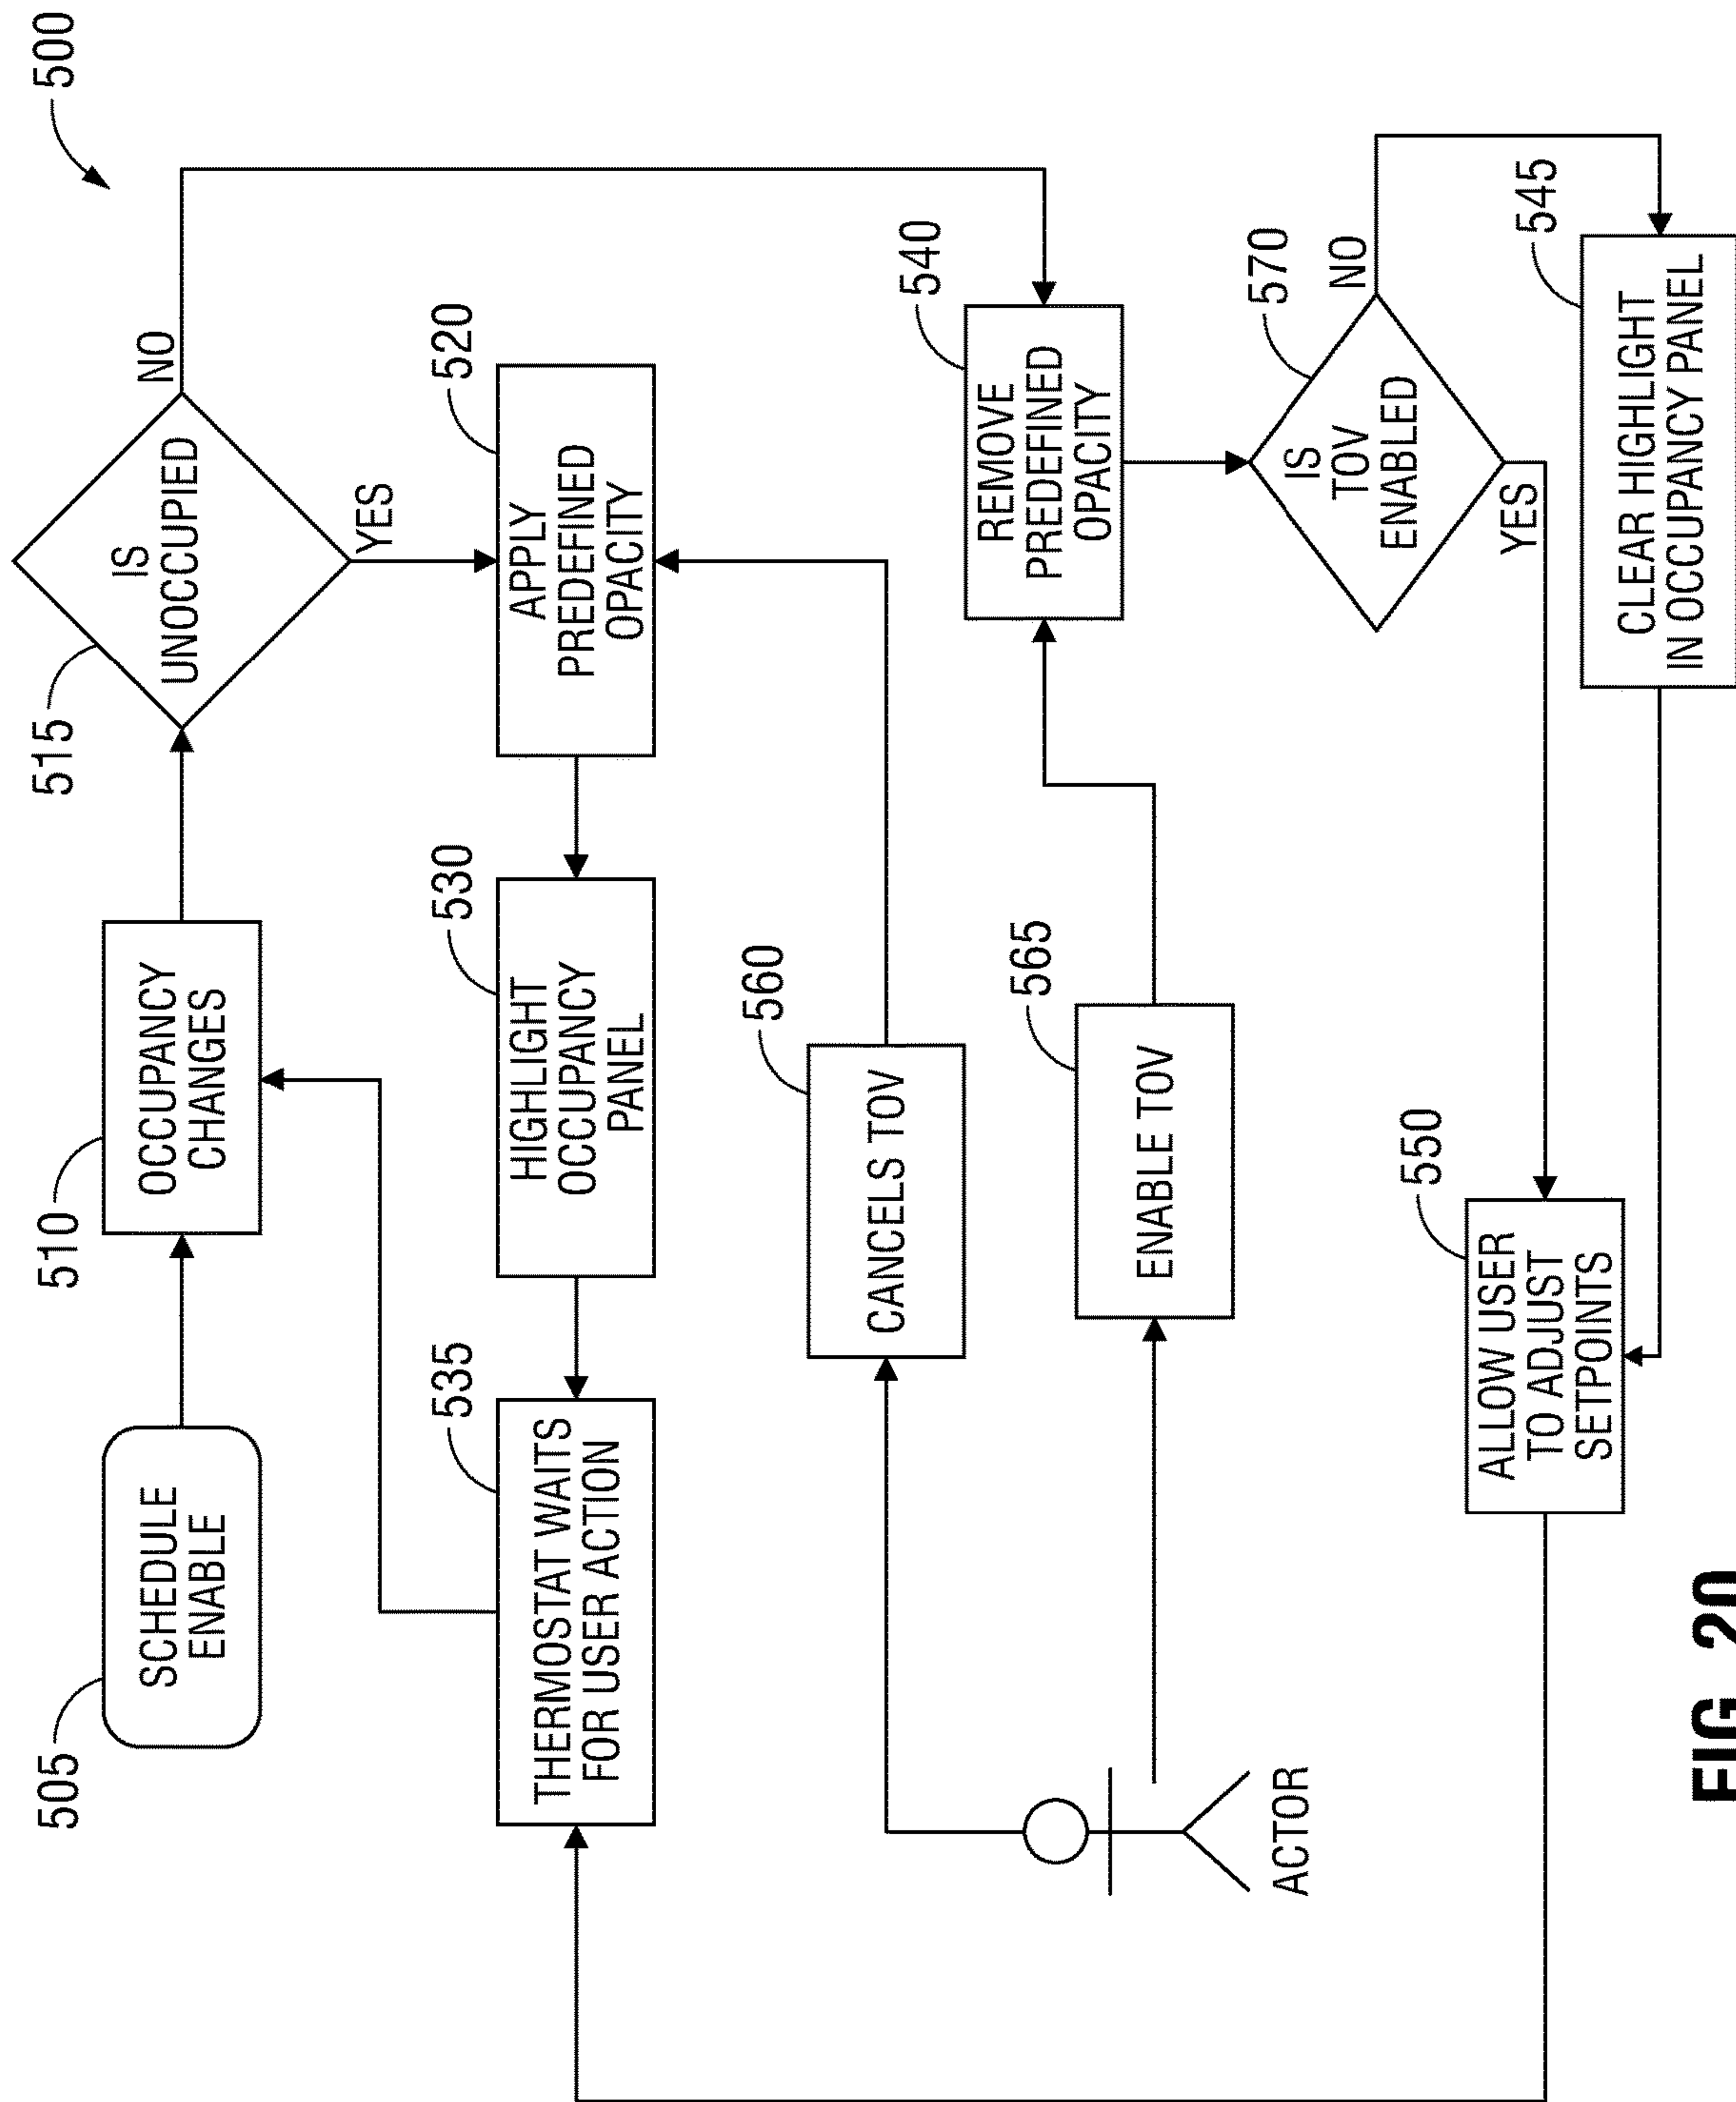 500
505
SCHEDULE
ENABLE
510
OCCUPANCY
CHANGES
515
IS
UNOCCUPIED
NO
YES
535
THERMOSTAT WAITS
FOR USER ACTION
530
HIGHLIGHT
OCCUPANCY
PANEL
520
APPLY
PREDEFINED
OPACITY
560
CANCELS TOV
565
ENABLE TOV
540
REMOVE
PREDEFINED
OPACITY
ACTOR
570
IS
TOV
ENABLED
NO
YES
550
ALLOW USER
TO ADJUST
SETPOINTS
545
CLEAR HIGHLIGHT
IN OCCUPANCY PANEL
FIG. 20